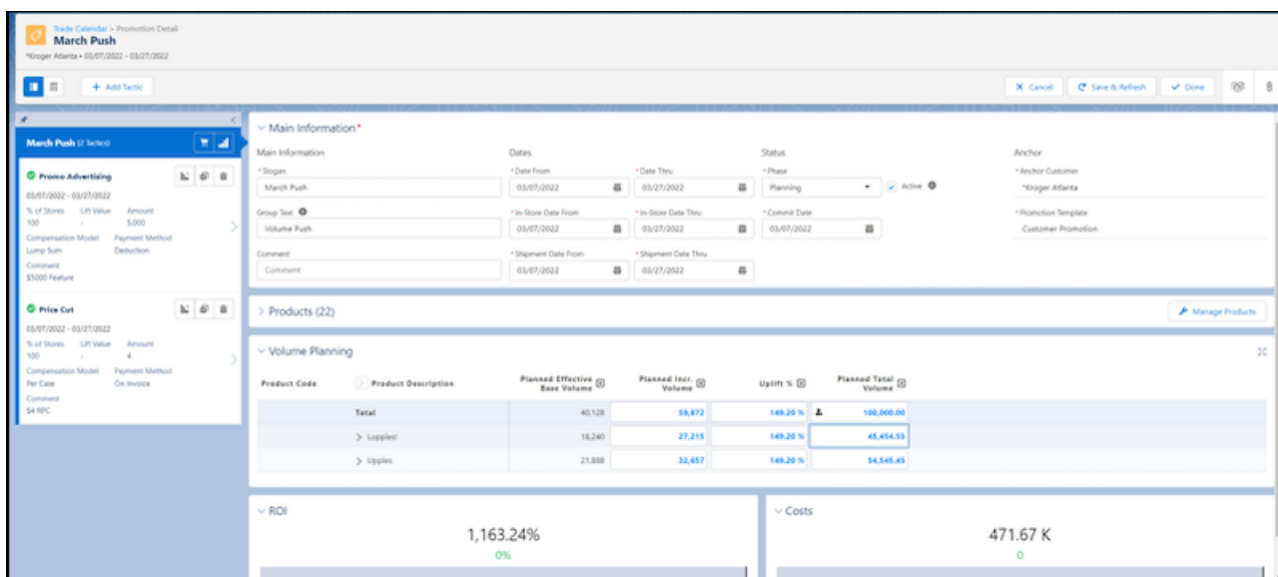 Trade Calendar > Promotion Detail
March Push
*Kroger Atlanta • 03/07/2022 - 03/27/2022
+ Add Tactic
Cancel Save & Refresh Done
March Push (2 Tactics)
Promo Advertising
03/07/2022 - 03/27/2022
% of Stores Lift Value Amount
100 - 5,000
Compensation Model Payment Method
Lump Sum Deduction
Comment
$5000 Feature
Price Cut
03/07/2022 - 03/27/2022
% of Stores Lift Value Amount
100 - 4
Compensation Model Payment Method
Per Case On Invoice
Comment
$4 RPC
Main Information*
Main Information Dates Status Anchor
*Slogan *Date From *Date Thru *Phase *Anchor Customer
March Push 03/07/2022 03/27/2022 Planning Active *Kroger Atlanta
Group Text *In-Store Date From *In-Store Date Thru *Commit Date *Promotion Template
Volume Push 03/07/2022 03/27/2022 03/07/2022 Customer Promotion
Comment *Shipment Date From *Shipment Date Thru
Comment 03/07/2022 03/27/2022
Products (22) Manage Products
Volume Planning
Product Code Product Description Planned Effective Base Volume Planned Incr. Volume Uplift % Planned Total Volume
Total 40,128 59,872 149.20 % 100,000.00
> Lopples! 18,240 27,215 149.20 % 45,454.55
> Upples 21,888 32,657 149.20 % 54,545.45
ROI Costs
1,163.24% 471.67 K
0% 0